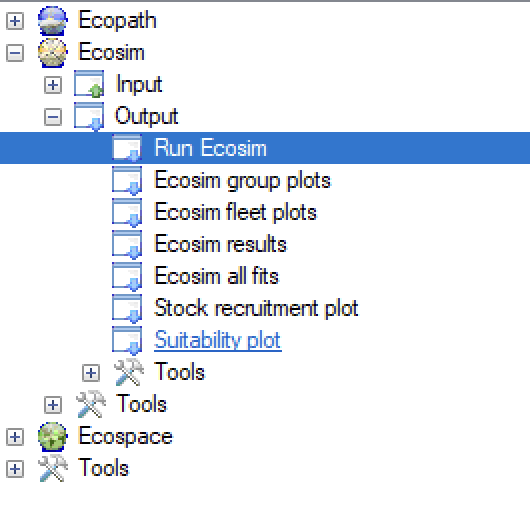 Ecopath
Ecosim
Input
Output
Run Ecosim
Ecosim group plots
Ecosim fleet plots
Ecosim results
Ecosim all fits
Stock recruitment plot
Suitability plot
Tools
Tools
Ecospace
Tools